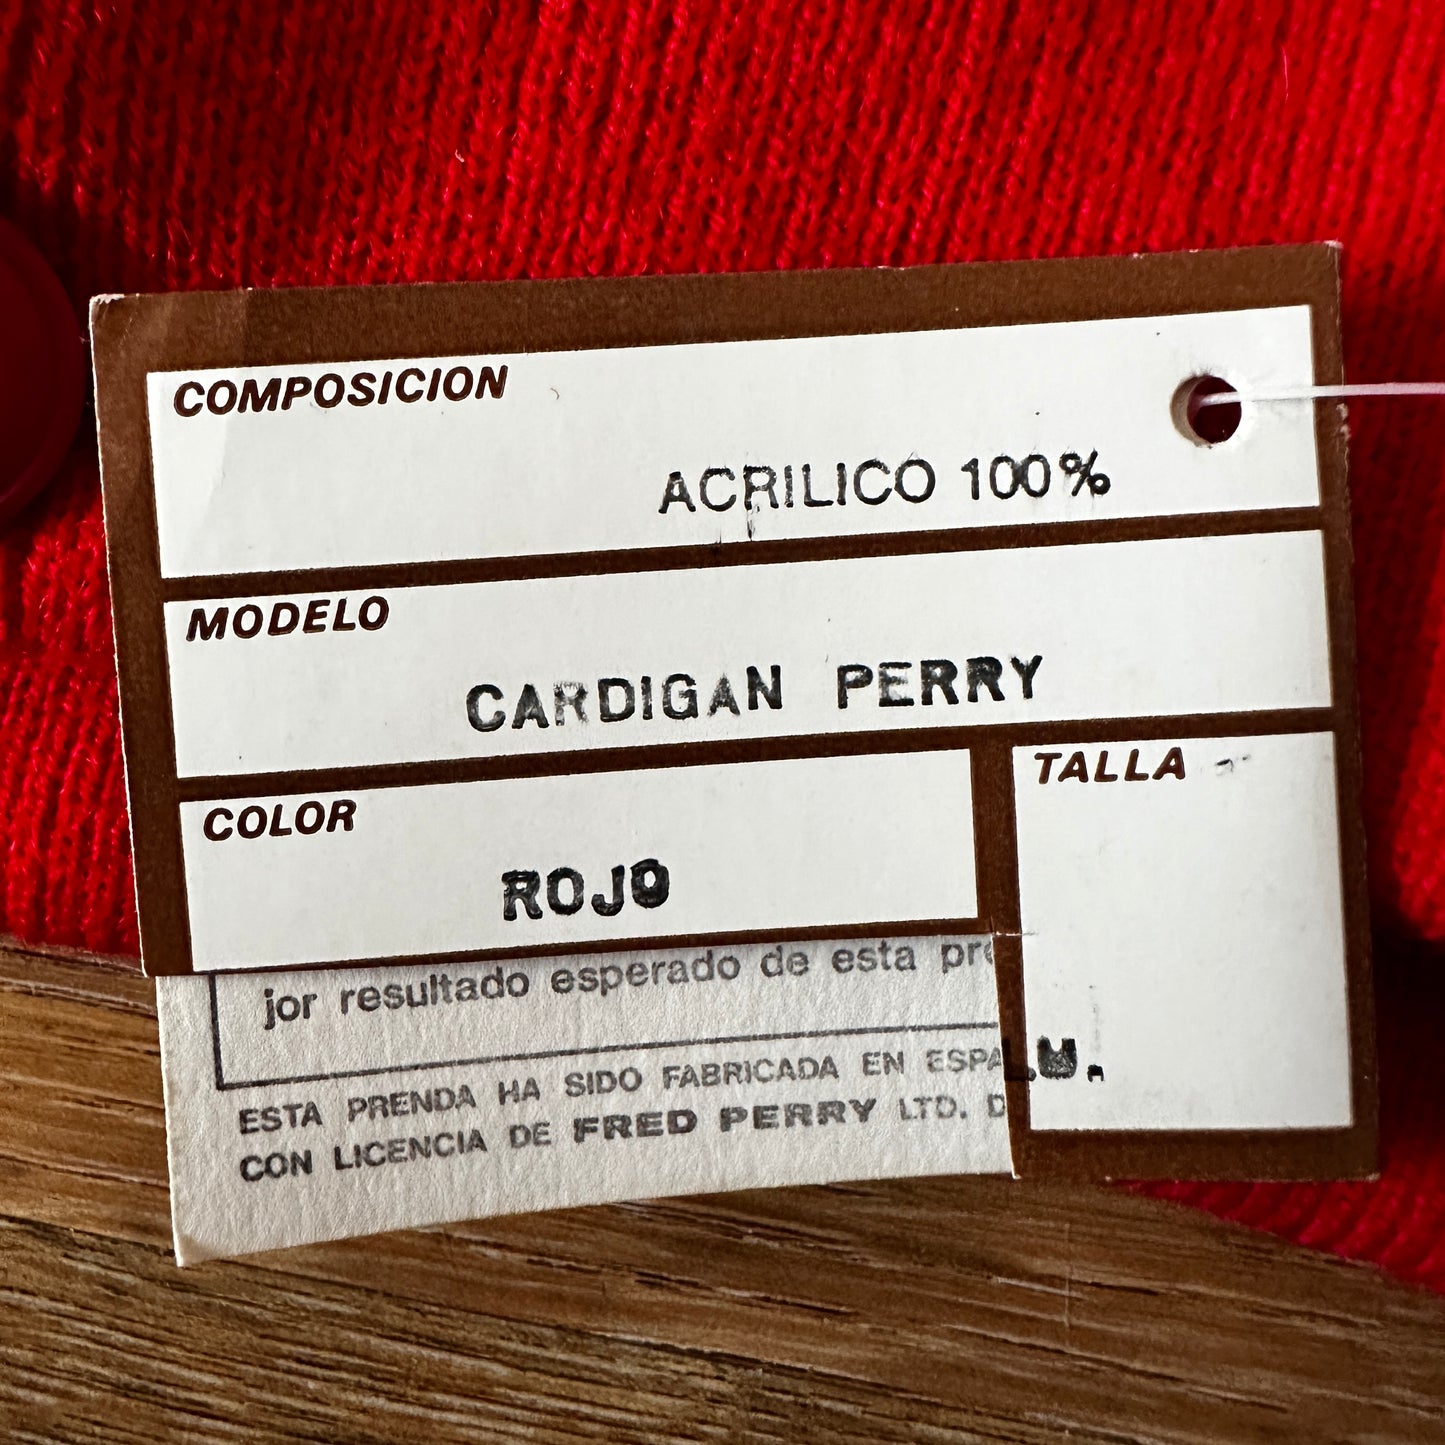 COMPOSICION
ACRILICO 100%
MODELO
CARDIGAN PERRY
COLOR
TALLA
ROJO
jor resultado esperado de esta pre
ESTA PRENDA HA SIDO FABRICADA EN ESPA
CON LICENCIA DE FRED PERRY LTD. D